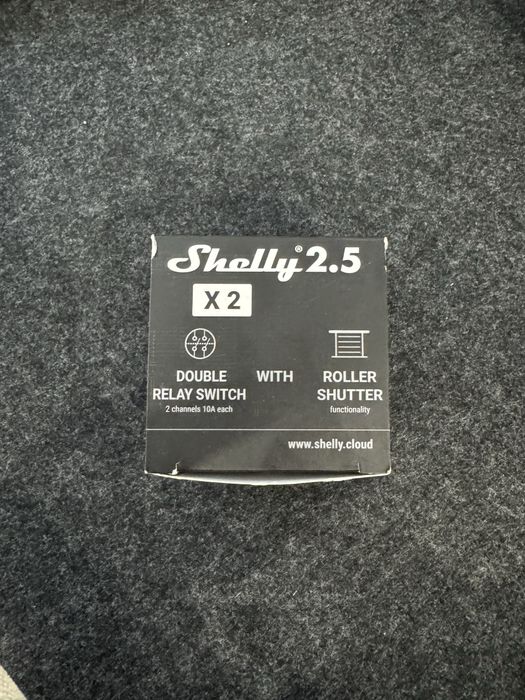 Shelly® 2.5
X 2
DOUBLE RELAY SWITCH
2 channels 10A each
WITH
ROLLER SHUTTER
functionality
www.shelly.cloud